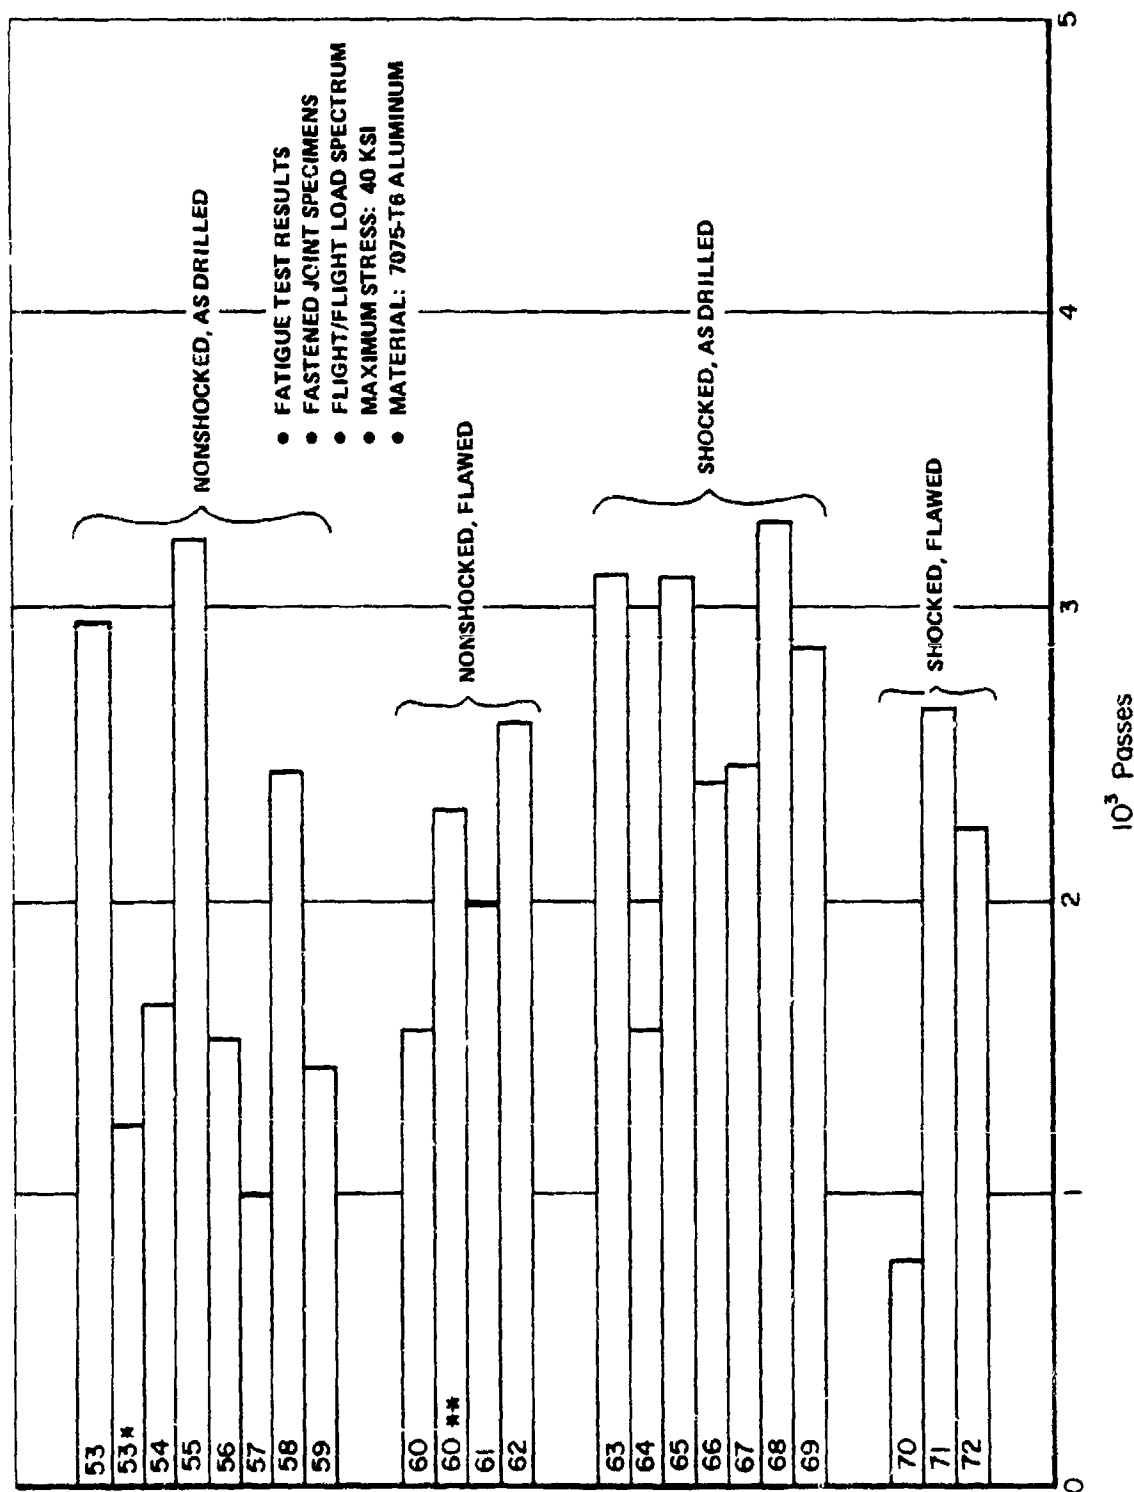 53
53*
54
55
56
57
58
59
NONSHOCKED, AS DRILLED
• FATIGUE TEST RESULTS
• FASTENED JOINT SPECIMENS
• FLIGHT/FLIGHT LOAD SPECTRUM
• MAXIMUM STRESS: 40 KSI
• MATERIAL: 7075-T6 ALUMINUM
60
60**
61
62
NONSHOCKED, FLAWED
63
64
65
66
67
68
69
SHOCKED, AS DRILLED
70
71
72
SHOCKED, FLAWED
0 1 2 3 4 5
10³ Passes